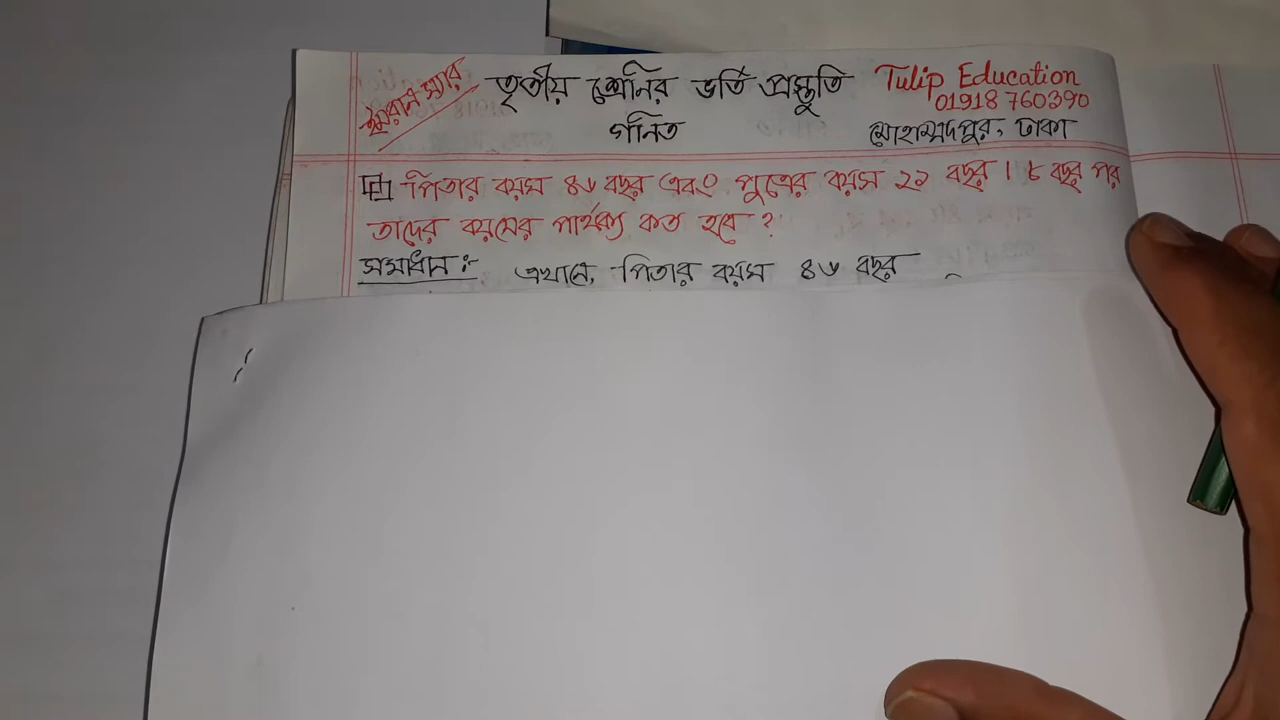 ইমরান স্যার
তৃতীয় শ্রেনির ভর্তি প্রস্তুতি
গনিত
Tulip Education
01918 760390
মোহাম্মদপুর, ঢাকা
পিতার বয়স ৪৬ বছর এবং পুত্রের বয়স ২১ বছর। ৮ বছর পর
তাদের বয়সের পার্থক্য কত হবে ?
সমাধান :- এখানে, পিতার বয়স ৪৬ বছর